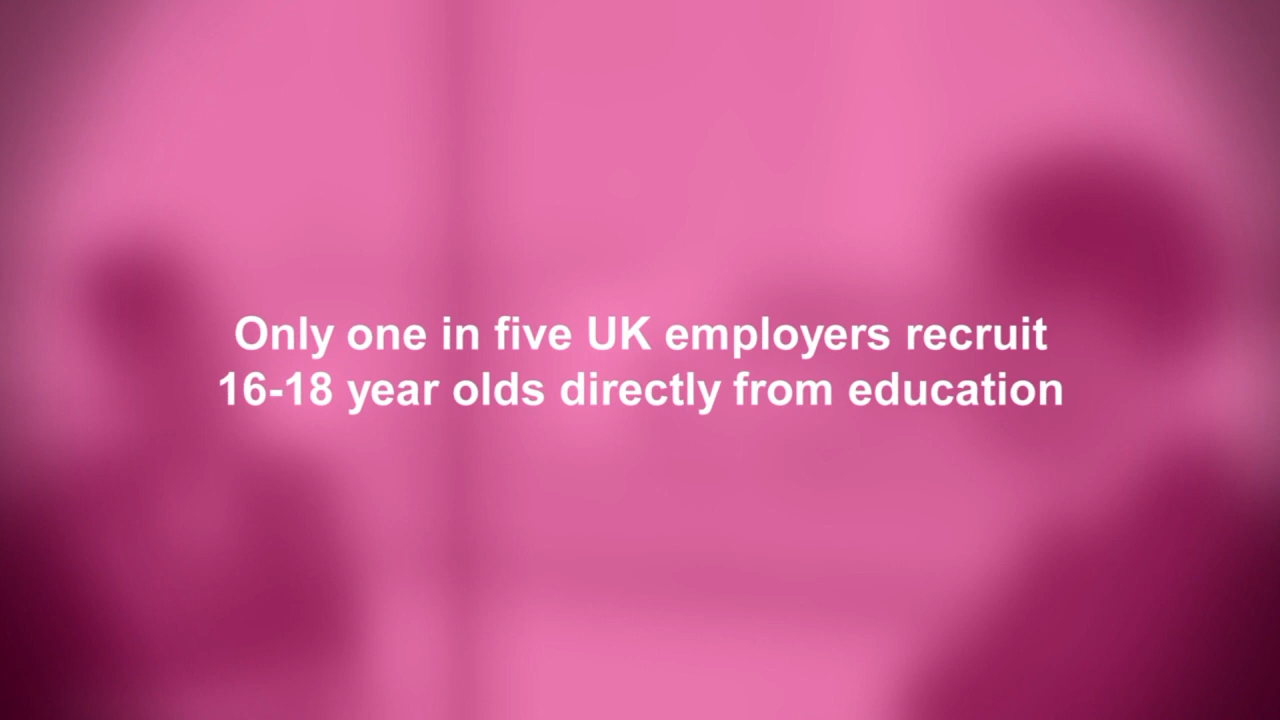 Only one in five UK employers recruit
16-18 year olds directly from education